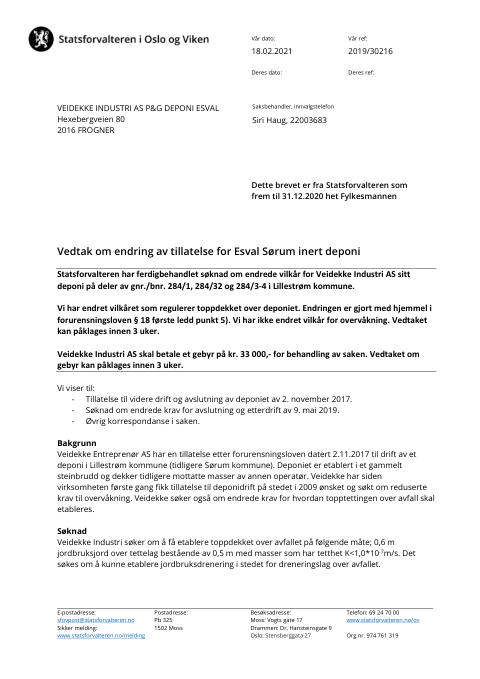 Statsforvalteren i Oslo og Viken
Vår dato:
Vår ref:
18.02.2021
2019/30216
Deres dato:
Deres ref:
VEIDEKKE INDUSTRI AS P&G DEPONI ESVAL
Hexebergveien 80
2016 FROGNER
Saksbehandler, innvalgstelefon
Siri Haug, 22003683
Dette brevet er fra Statsforvalteren som
frem til 31.12.2020 het Fylkesmannen
Vedtak om endring av tillatelse for Esval Sørum inert deponi
Statsforvalteren har ferdigbehandlet søknad om endrede vilkår for Veidekke Industri AS sitt
deponi på deler av gnr./bnr. 284/1, 284/32 og 284/3-4 i Lillestrøm kommune.
Vi har endret vilkåret som regulerer toppdekket over deponiet. Endringen er gjort med hjemmel i
forurensningsloven § 18 første ledd punkt 5). Vi har ikke endret vilkår for overvåkning. Vedtaket
kan påklages innen 3 uker.
Veidekke Industri AS skal betale et gebyr på kr. 33 000,- for behandling av saken. Vedtaket om
gebyr kan påklages innen 3 uker.
Vi viser til:
- Tillatelse til videre drift og avslutning av deponiet av 2. november 2017.
- Søknad om endrede krav for avslutning og etterdrift av 9. mai 2019.
- Øvrig korrespondanse i saken.
Bakgrunn
Veidekke Entreprenør AS har en tillatelse etter forurensningsloven datert 2.11.2017 til drift av et
deponi i Lillestrøm kommune (tidligere Sørum kommune). Deponiet er etablert i et gammelt
steinbrudd og dekker tidligere mottatte masser av annen operatør. Veidekke har siden
virksomheten første gang fikk tillatelse til deponidrift på stedet i 2009 ønsket og søkt om reduserte
krav til overvåkning. Veidekke søker også om endrede krav for hvordan topptettingen over avfall skal
etableres.
Søknad
Veidekke Industri søker om å få etablere toppdekket over avfallet på følgende måte; 0,6 m
jordbruksjord over tettelag bestående av 0,5 m med masser som har tetthet K<1,0*10⁻⁷m/s. Det
søkes om å kunne etablere jordbruksdrenering i stedet for dreneringslag over avfallet.
E-postadresse:
sfovpost@statsforvalteren.no
Sikker melding:
www.statsforvalteren.no/melding
Postadresse:
Pb 325
1502 Moss
Besøksadresse:
Moss: Vogts gate 17
Drammen: Dr. Hansteinsgate 9
Oslo: Stensberggata 27
Telefon: 69 24 70 00
www.statsforvalteren.no/ov
Org.nr. 974 761 319